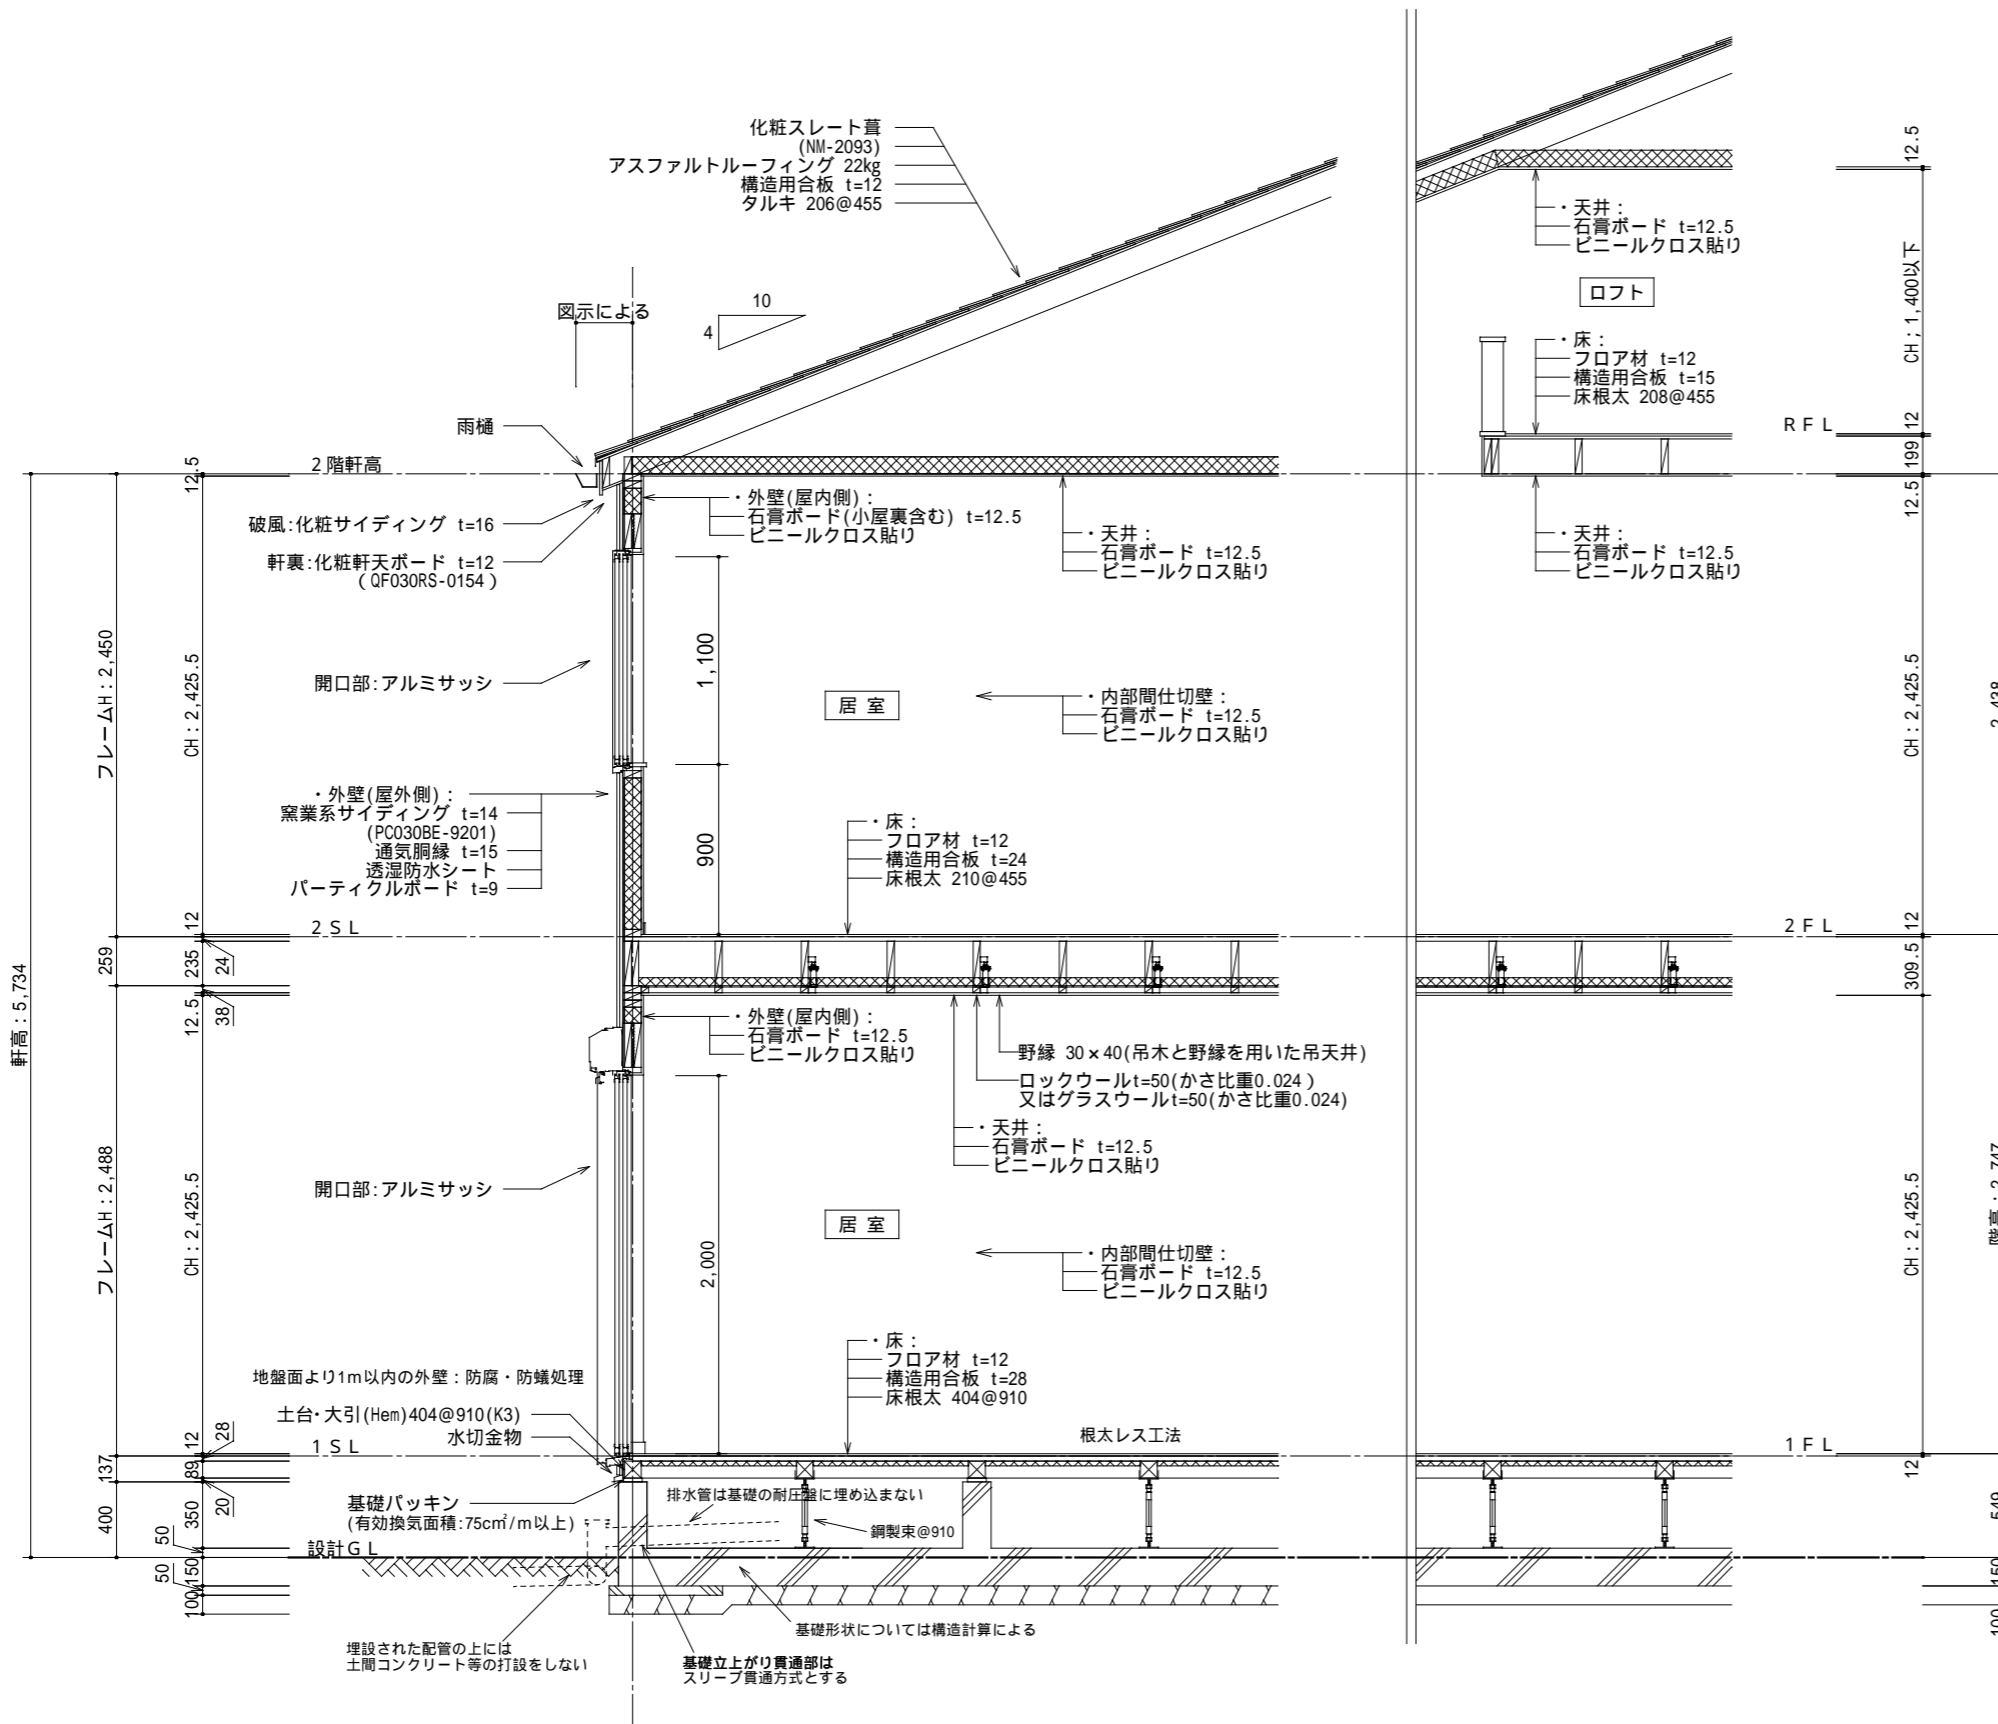 化粧スレート葺
(NM-2093)
アスファルトルーフィング 22kg
構造用合板 t=12
タルキ 206@455
図示による
10
4
雨樋
2階軒高
破風:化粧サイディング t=16
軒裏:化粧軒天ボード t=12
(QF030RS-0154)
・外壁(屋内側):
石膏ボード(小屋裏含む) t=12.5
ビニールクロス貼り
・天井:
石膏ボード t=12.5
ビニールクロス貼り
・天井:
石膏ボード t=12.5
ビニールクロス貼り
ロフト
・床:
フロア材 t=12
構造用合板 t=15
床根太 208@455
RFL
・天井:
石膏ボード t=12.5
ビニールクロス貼り
12.5
CH;1,400以下
12
199
12.5
CH:2,425.5
12
309.5
CH:2,425.5
12
2,438
階高:2,747
549
150
100
開口部:アルミサッシ
1,100
居室
・内部間仕切壁:
石膏ボード t=12.5
ビニールクロス貼り
・外壁(屋外側):
窯業系サイディング t=14
(PC030BE-9201)
通気胴縁 t=15
透湿防水シート
パーティクルボード t=9
900
・床:
フロア材 t=12
構造用合板 t=24
床根太 210@455
2SL
2FL
・外壁(屋内側):
石膏ボード t=12.5
ビニールクロス貼り
野縁 30×40(吊木と野縁を用いた吊天井)
ロックウールt=50(かさ比重0.024)
又はグラスウールt=50(かさ比重0.024)
・天井:
石膏ボード t=12.5
ビニールクロス貼り
開口部:アルミサッシ
居室
2,000
・内部間仕切壁:
石膏ボード t=12.5
ビニールクロス貼り
・床:
フロア材 t=12
構造用合板 t=28
床根太 404@910
地盤面より1m以内の外壁:防腐・防蟻処理
土台・大引(Hem)404@910(K3)
水切金物
1SL
根太レス工法
1FL
基礎パッキン
(有効換気面積:75c㎡/m以上)
排水管は基礎の耐圧盤に埋め込まない
鋼製束@910
設計GL
基礎形状については構造計算による
埋設された配管の上には
土間コンクリート等の打設をしない
基礎立上がり貫通部は
スリーブ貫通方式とする
軒高:5,734
フレームH:2,450
259
フレームH:2,488
137
400
12.5
CH:2,425.5
12
235
24
12.5
38
CH:2,425.5
12
28
89
20
350
50
150
50
100